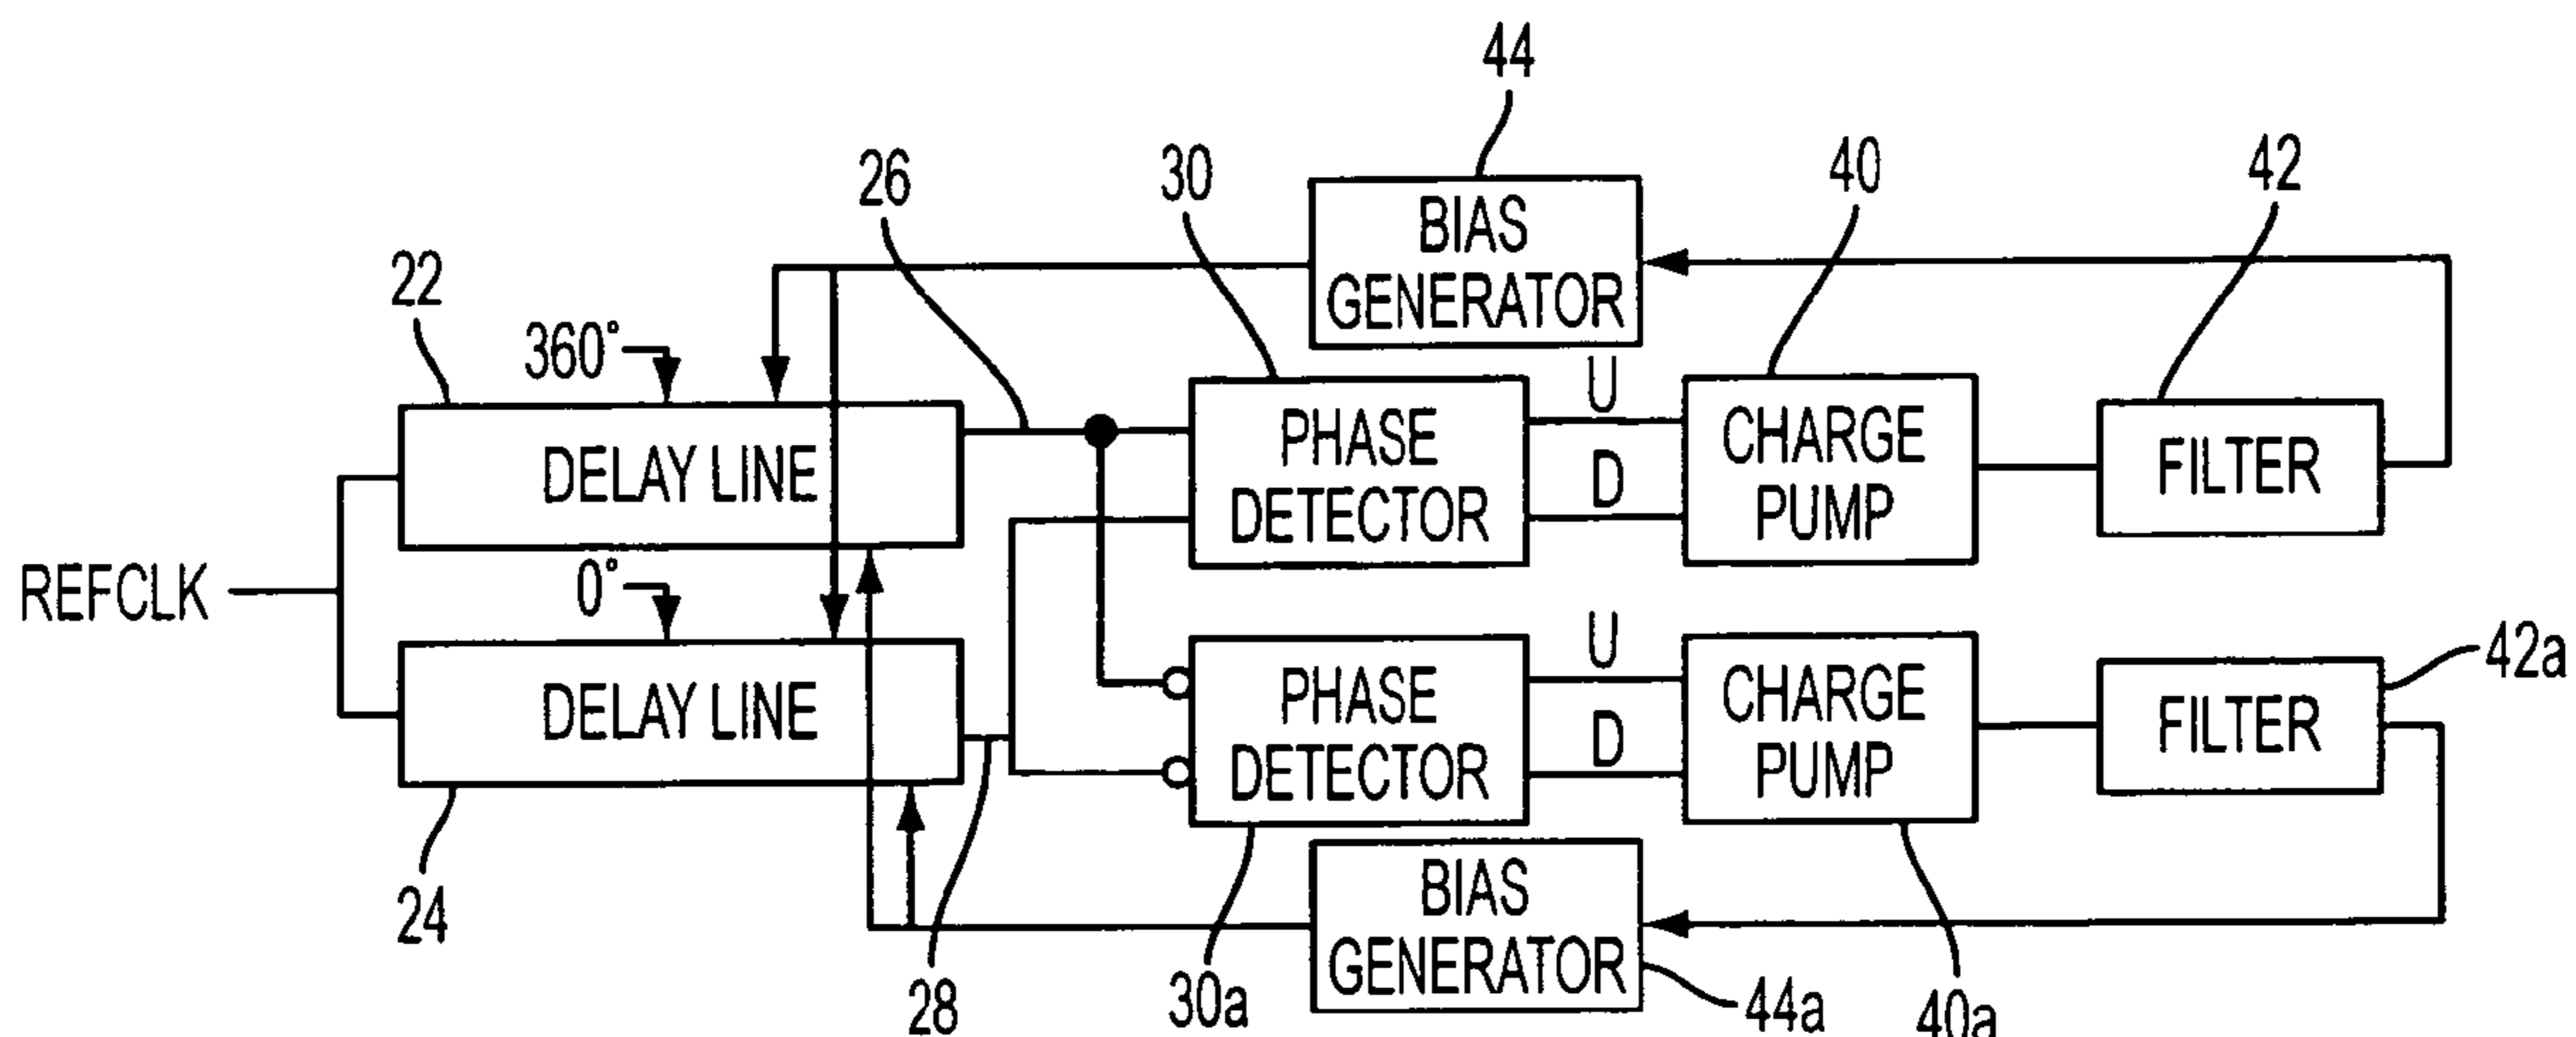 44
26
30
40
42
BIAS
GENERATOR
22
360°
DELAY LINE
PHASE
DETECTOR
U
D
CHARGE
PUMP
FILTER
REFCLK
0°
DELAY LINE
PHASE
DETECTOR
U
D
CHARGE
PUMP
FILTER
42a
24
28
30a
BIAS
GENERATOR
44a
40a